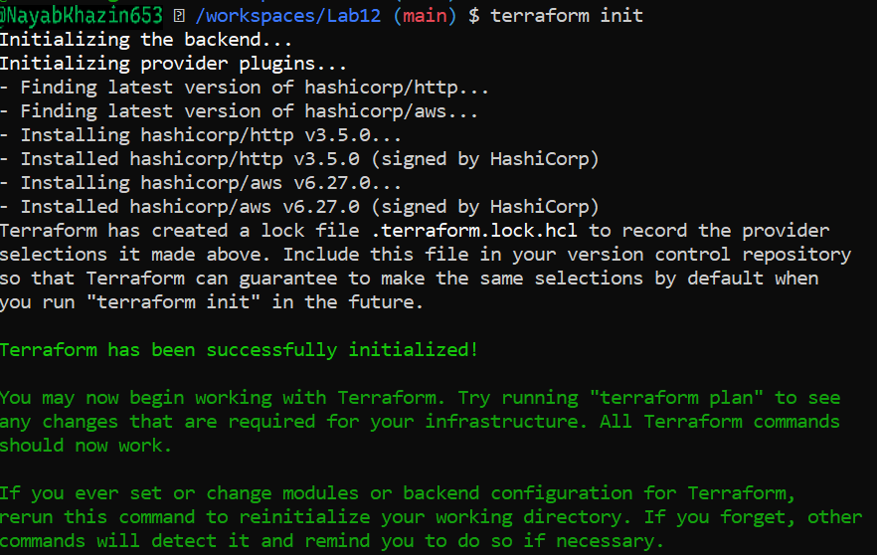 @NayabKhazin653 /workspaces/Lab12 (main) $ terraform init
Initializing the backend...
Initializing provider plugins...
- Finding latest version of hashicorp/http...
- Finding latest version of hashicorp/aws...
- Installing hashicorp/http v3.5.0...
- Installed hashicorp/http v3.5.0 (signed by HashiCorp)
- Installing hashicorp/aws v6.27.0...
- Installed hashicorp/aws v6.27.0 (signed by HashiCorp)
Terraform has created a lock file .terraform.lock.hcl to record the provider
selections it made above. Include this file in your version control repository
so that Terraform can guarantee to make the same selections by default when
you run "terraform init" in the future.
Terraform has been successfully initialized!
You may now begin working with Terraform. Try running "terraform plan" to see
any changes that are required for your infrastructure. All Terraform commands
should now work.
If you ever set or change modules or backend configuration for Terraform,
rerun this command to reinitialize your working directory. If you forget, other
commands will detect it and remind you to do so if necessary.